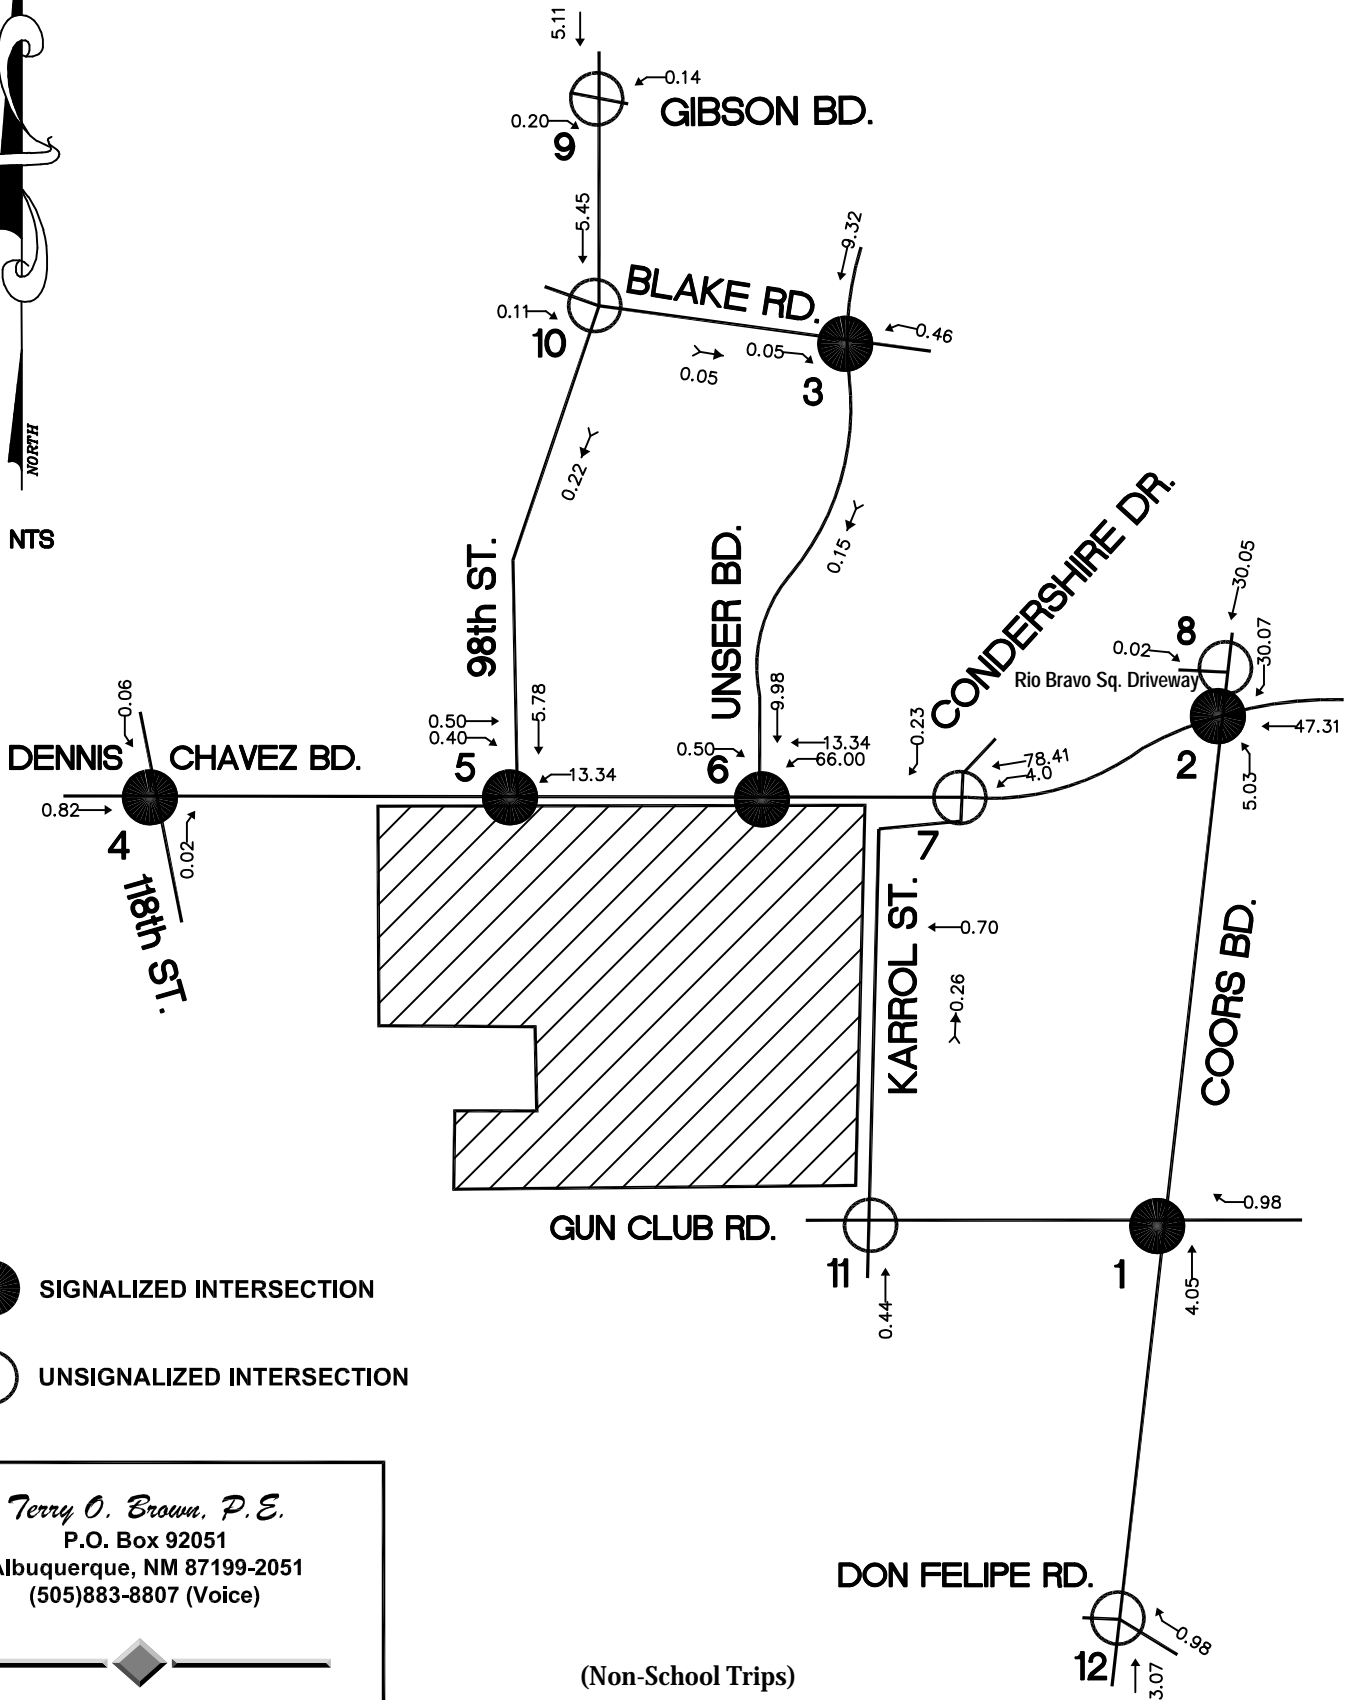 5.11
0.14
GIBSON BD.
0.20
9
5.45
9.32
BLAKE RD.
0.11
10
0.46
0.05
0.05
3
NORTH
0.22
NTS
0.15
CONDERSHIRE DR.
98th ST.
UNSER BD.
30.05
8
30.07
0.02
Rio Bravo Sq. Driveway
0.06
5.78
9.98
0.23
0.50
0.40
47.31
DENNIS CHAVEZ BD.
5
13.34
0.50
6
13.34
66.00
78.41
4.0
2
5.03
0.82
4
0.02
7
118th ST.
KARROL ST.
0.70
0.26
COORS BD.
0.98
GUN CLUB RD.
11
1
0.44
4.05
SIGNALIZED INTERSECTION
UNSIGNALIZED INTERSECTION
Terry O. Brown, P.E.
P.O. Box 92051
Albuquerque, NM 87199-2051
(505)883-8807 (Voice)
DON FELIPE RD.
0.98
12
3.07
(Non-School Trips)